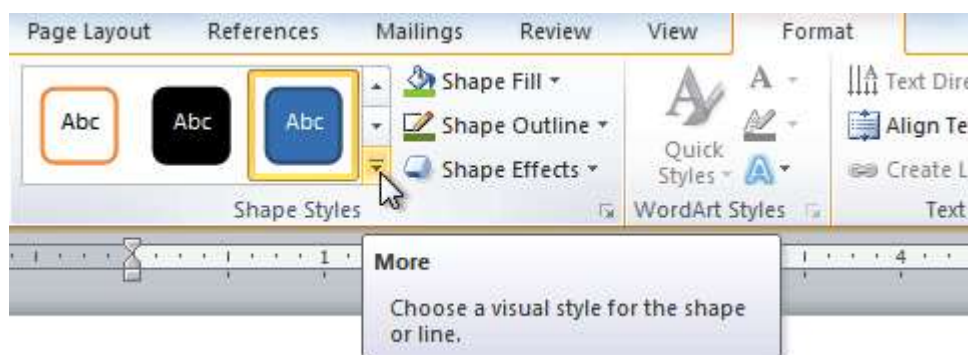 Page Layout References Mailings Review View Format
Abc Abc Abc
Shape Fill
Shape Outline
Shape Effects
Shape Styles
A
Quick
Styles
A
A
WordArt Styles
Text Dire
Align Te
Create L
Text
1 4
More
Choose a visual style for the shape
or line.